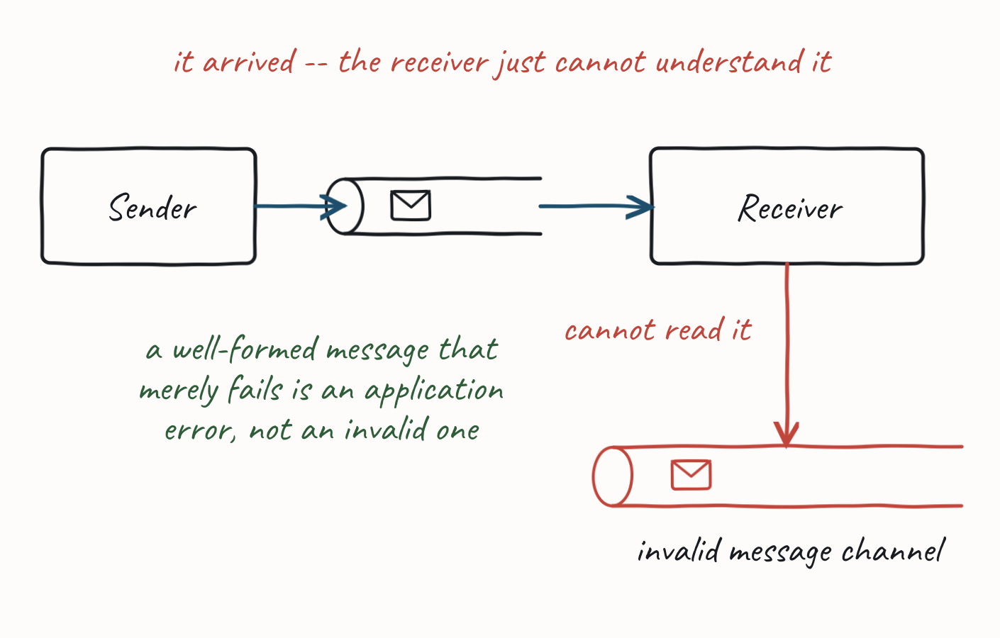 it arrived -- the receiver just cannot understand it
Sender
Receiver
cannot read it
a well-formed message that
merely fails is an application
error, not an invalid one
invalid message channel